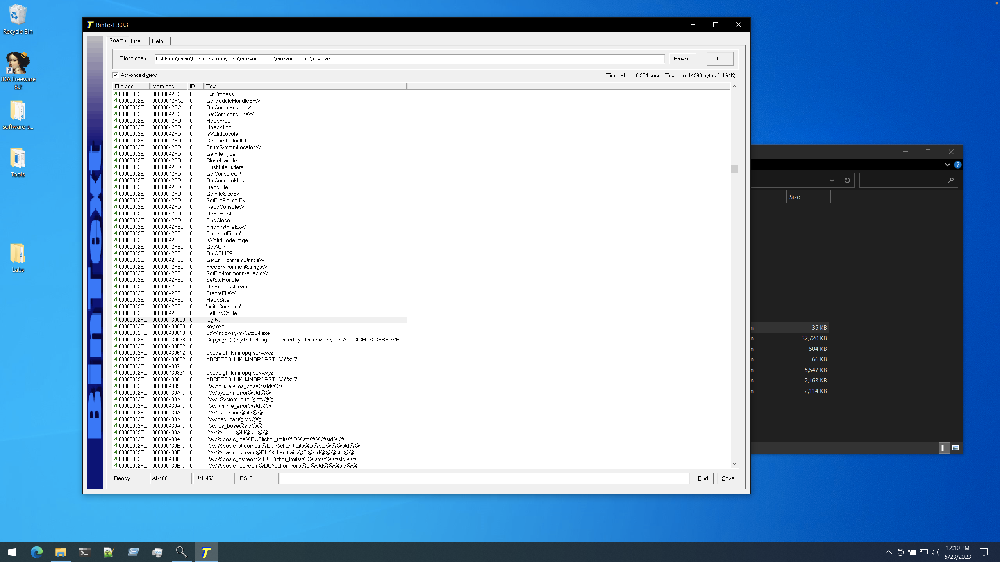 Recycle Bin
IDA Freeware
8.2
software-s...
Tools
Labs
BinText 3.0.3
Search Filter Help
File to scan C:\Users\unina\Desktop\Labs\Labs\malware-basic\malware-basic\key.exe Browse Go
Advanced view Time taken : 0.234 secs Text size: 14990 bytes (14.64K)
File pos Mem pos ID Text
A 00000002E... 00000042FC... 0 ExitProcess
A 00000002E... 00000042FC... 0 GetModuleHandleExW
A 00000002E... 00000042FC... 0 GetCommandLineA
A 00000002E... 00000042FC... 0 GetCommandLineW
A 00000002E... 00000042FD... 0 HeapFree
A 00000002E... 00000042FD... 0 HeapAlloc
A 00000002E... 00000042FD... 0 IsValidLocale
A 00000002E... 00000042FD... 0 GetUserDefaultLCID
A 00000002E... 00000042FD... 0 EnumSystemLocalesW
A 00000002E... 00000042FD... 0 GetFileType
A 00000002E... 00000042FD... 0 CloseHandle
A 00000002E... 00000042FD... 0 FlushFileBuffers
A 00000002E... 00000042FD... 0 GetConsoleCP
A 00000002E... 00000042FD... 0 GetConsoleMode
A 00000002E... 00000042FD... 0 ReadFile
A 00000002E... 00000042FD... 0 GetFileSizeEx
A 00000002E... 00000042FD... 0 SetFilePointerEx
A 00000002E... 00000042FD... 0 ReadConsoleW
A 00000002E... 00000042FD... 0 HeapReAlloc
A 00000002E... 00000042FD... 0 FindClose
A 00000002E... 00000042FE... 0 FindFirstFileExW
A 00000002E... 00000042FE... 0 FindNextFileW
A 00000002E... 00000042FE... 0 IsValidCodePage
A 00000002E... 00000042FE... 0 GetACP
A 00000002E... 00000042FE... 0 GetOEMCP
A 00000002E... 00000042FE... 0 GetEnvironmentStringsW
A 00000002E... 00000042FE... 0 FreeEnvironmentStringsW
A 00000002E... 00000042FE... 0 SetEnvironmentVariableW
A 00000002E... 00000042FE... 0 SetStdHandle
A 00000002E... 00000042FE... 0 GetProcessHeap
A 00000002E... 00000042FE... 0 CreateFileW
A 00000002E... 00000042FE... 0 HeapSize
A 00000002E... 00000042FE... 0 WriteConsoleW
A 00000002E... 00000042FE... 0 SetEndOfFile
A 00000002F... 000000430000 0 log.txt
A 00000002F... 000000430008 0 key.exe
A 00000002F... 000000430010 0 C:\Windows\vmx32to64.exe
A 00000002F... 000000430038 0 Copyright (c) by P.J. Plauger, licensed by Dinkumware, Ltd. ALL RIGHTS RESERVED.
A 00000002F... 000000430532 0
A 00000002F... 000000430612 0 abcdefghijklmnopqrstuvwxyz
A 00000002F... 000000430632 0 ABCDEFGHIJKLMNOPQRSTUVWXYZ
A 00000002F... 0000004307... 0
A 00000002F... 000000430821 0 abcdefghijklmnopqrstuvwxyz
A 00000002F... 000000430841 0 ABCDEFGHIJKLMNOPQRSTUVWXYZ
A 00000002F... 0000004309... 0 .?AVfailure@ios_base@std@@
A 00000002F... 000000430A... 0 .?AVsystem_error@std@@
A 00000002F... 000000430A... 0 .?AV_System_error@std@@
A 00000002F... 000000430A... 0 .?AVruntime_error@std@@
A 00000002F... 000000430A... 0 .?AVexception@std@@
A 00000002F... 000000430A... 0 .?AVbad_cast@std@@
A 00000002F... 000000430A... 0 .?AVios_base@std@@
A 00000002F... 000000430A... 0 .?AV?$_Iosb@H@std@@
A 00000002F... 000000430A... 0 .?AV?$basic_ios@DU?$char_traits@D@std@@@std@@
A 00000002F... 000000430B... 0 .?AV?$basic_streambuf@DU?$char_traits@D@std@@@std@@
A 00000002F... 000000430B... 0 .?AV?$basic_istream@DU?$char_traits@D@std@@@std@@
A 00000002F... 000000430B... 0 .?AV?$basic_ostream@DU?$char_traits@D@std@@@std@@
A 00000002F... 000000430B... 0 .?AV?$basic_iostream@DU?$char_traits@D@std@@@std@@
Ready AN: 881 UN: 453 RS: 0 Find Save
BinText
Size
n 35 KB
n 32,720 KB
n 504 KB
n 66 KB
n 5,547 KB
n 2,163 KB
n 2,114 KB
12:10 PM
5/23/2023